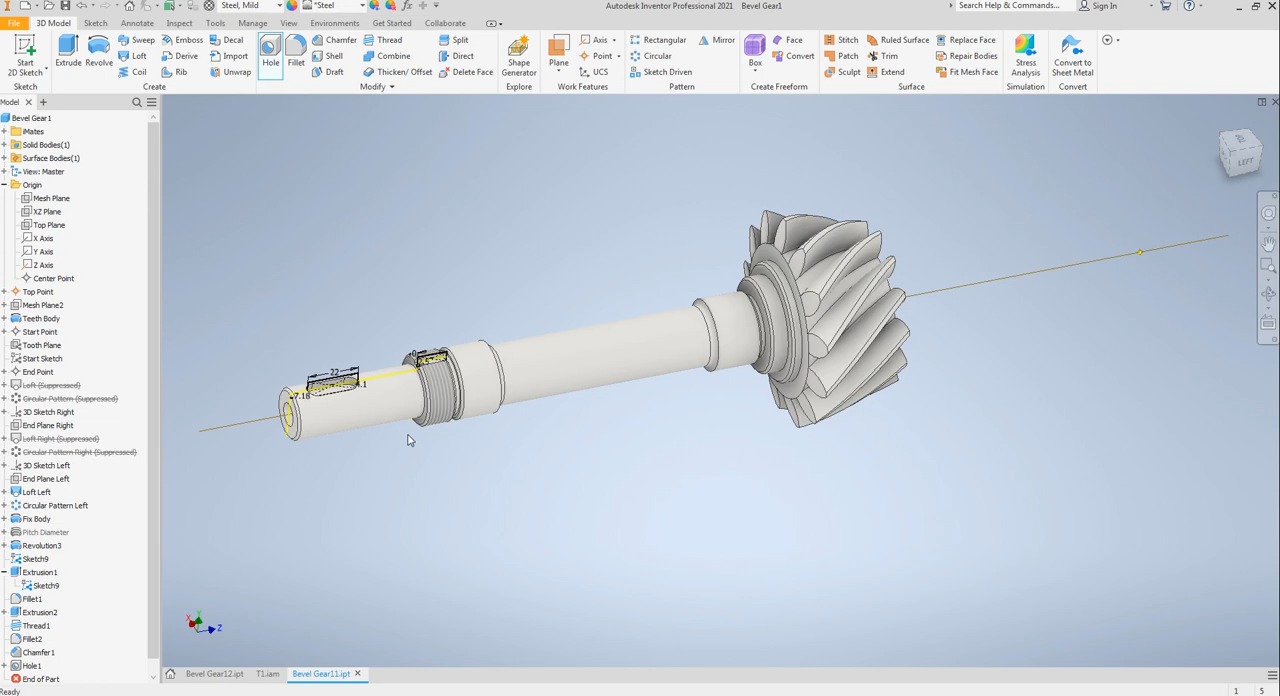 Steel, Mild
*Steel
Autodesk Inventor Professional 2021 Bevel Gear1
Search Help & Commands...
Sign In
File 3D Model Sketch Annotate Inspect Tools Manage View Environments Get Started Collaborate
Start
2D Sketch
Sketch
Extrude Revolve
Sweep Emboss Decal
Loft Derive Import
Coil Rib Unwrap
Create
Hole Fillet
Chamfer Thread Split
Shell Combine Direct
Draft Thicken/ Offset Delete Face
Modify
Shape
Generator
Explore
Plane
Axis
Point
UCS
Work Features
Rectangular Mirror
Circular
Sketch Driven
Pattern
Box
Face
Convert
Create Freeform
Stitch Ruled Surface Replace Face
Patch Trim Repair Bodies
Sculpt Extend Fit Mesh Face
Surface
Stress
Analysis
Simulation
Convert to
Sheet Metal
Convert
Model
Bevel Gear1
iMates
Solid Bodies(1)
Surface Bodies(1)
View: Master
Origin
Mesh Plane
XZ Plane
Top Plane
X Axis
Y Axis
Z Axis
Center Point
Top Point
Mesh Plane2
Teeth Body
Start Point
Tooth Plane
Start Sketch
End Point
Loft (Suppressed)
Circular Pattern (Suppressed)
3D Sketch Right
End Plane Right
Loft Right (Suppressed)
Circular Pattern Right (Suppressed)
3D Sketch Left
End Plane Left
Loft Left
Circular Pattern Left
Fix Body
Pitch Diameter
Revolution3
Sketch9
Extrusion1
Sketch9
Fillet1
Extrusion2
Thread1
Fillet2
Chamfer1
Hole1
End of Part
22
7.18
LEFT
X Y Z
Bevel Gear12.ipt T1.iam Bevel Gear11.ipt
Ready
1 5